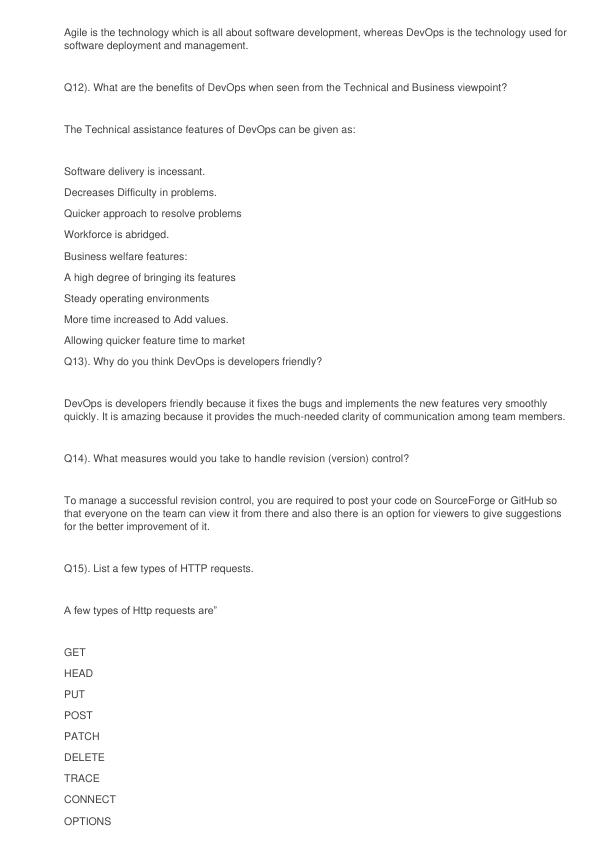 Agile is the technology which is all about software development, whereas DevOps is the technology used for
software deployment and management.
Q12). What are the benefits of DevOps when seen from the Technical and Business viewpoint?
The Technical assistance features of DevOps can be given as:
Software delivery is incessant.
Decreases Difficulty in problems.
Quicker approach to resolve problems
Workforce is abridged.
Business welfare features:
A high degree of bringing its features
Steady operating environments
More time increased to Add values.
Allowing quicker feature time to market
Q13). Why do you think DevOps is developers friendly?
DevOps is developers friendly because it fixes the bugs and implements the new features very smoothly
quickly. It is amazing because it provides the much-needed clarity of communication among team members.
Q14). What measures would you take to handle revision (version) control?
To manage a successful revision control, you are required to post your code on SourceForge or GitHub so
that everyone on the team can view it from there and also there is an option for viewers to give suggestions
for the better improvement of it.
Q15). List a few types of HTTP requests.
A few types of Http requests are”
GET
HEAD
PUT
POST
PATCH
DELETE
TRACE
CONNECT
OPTIONS